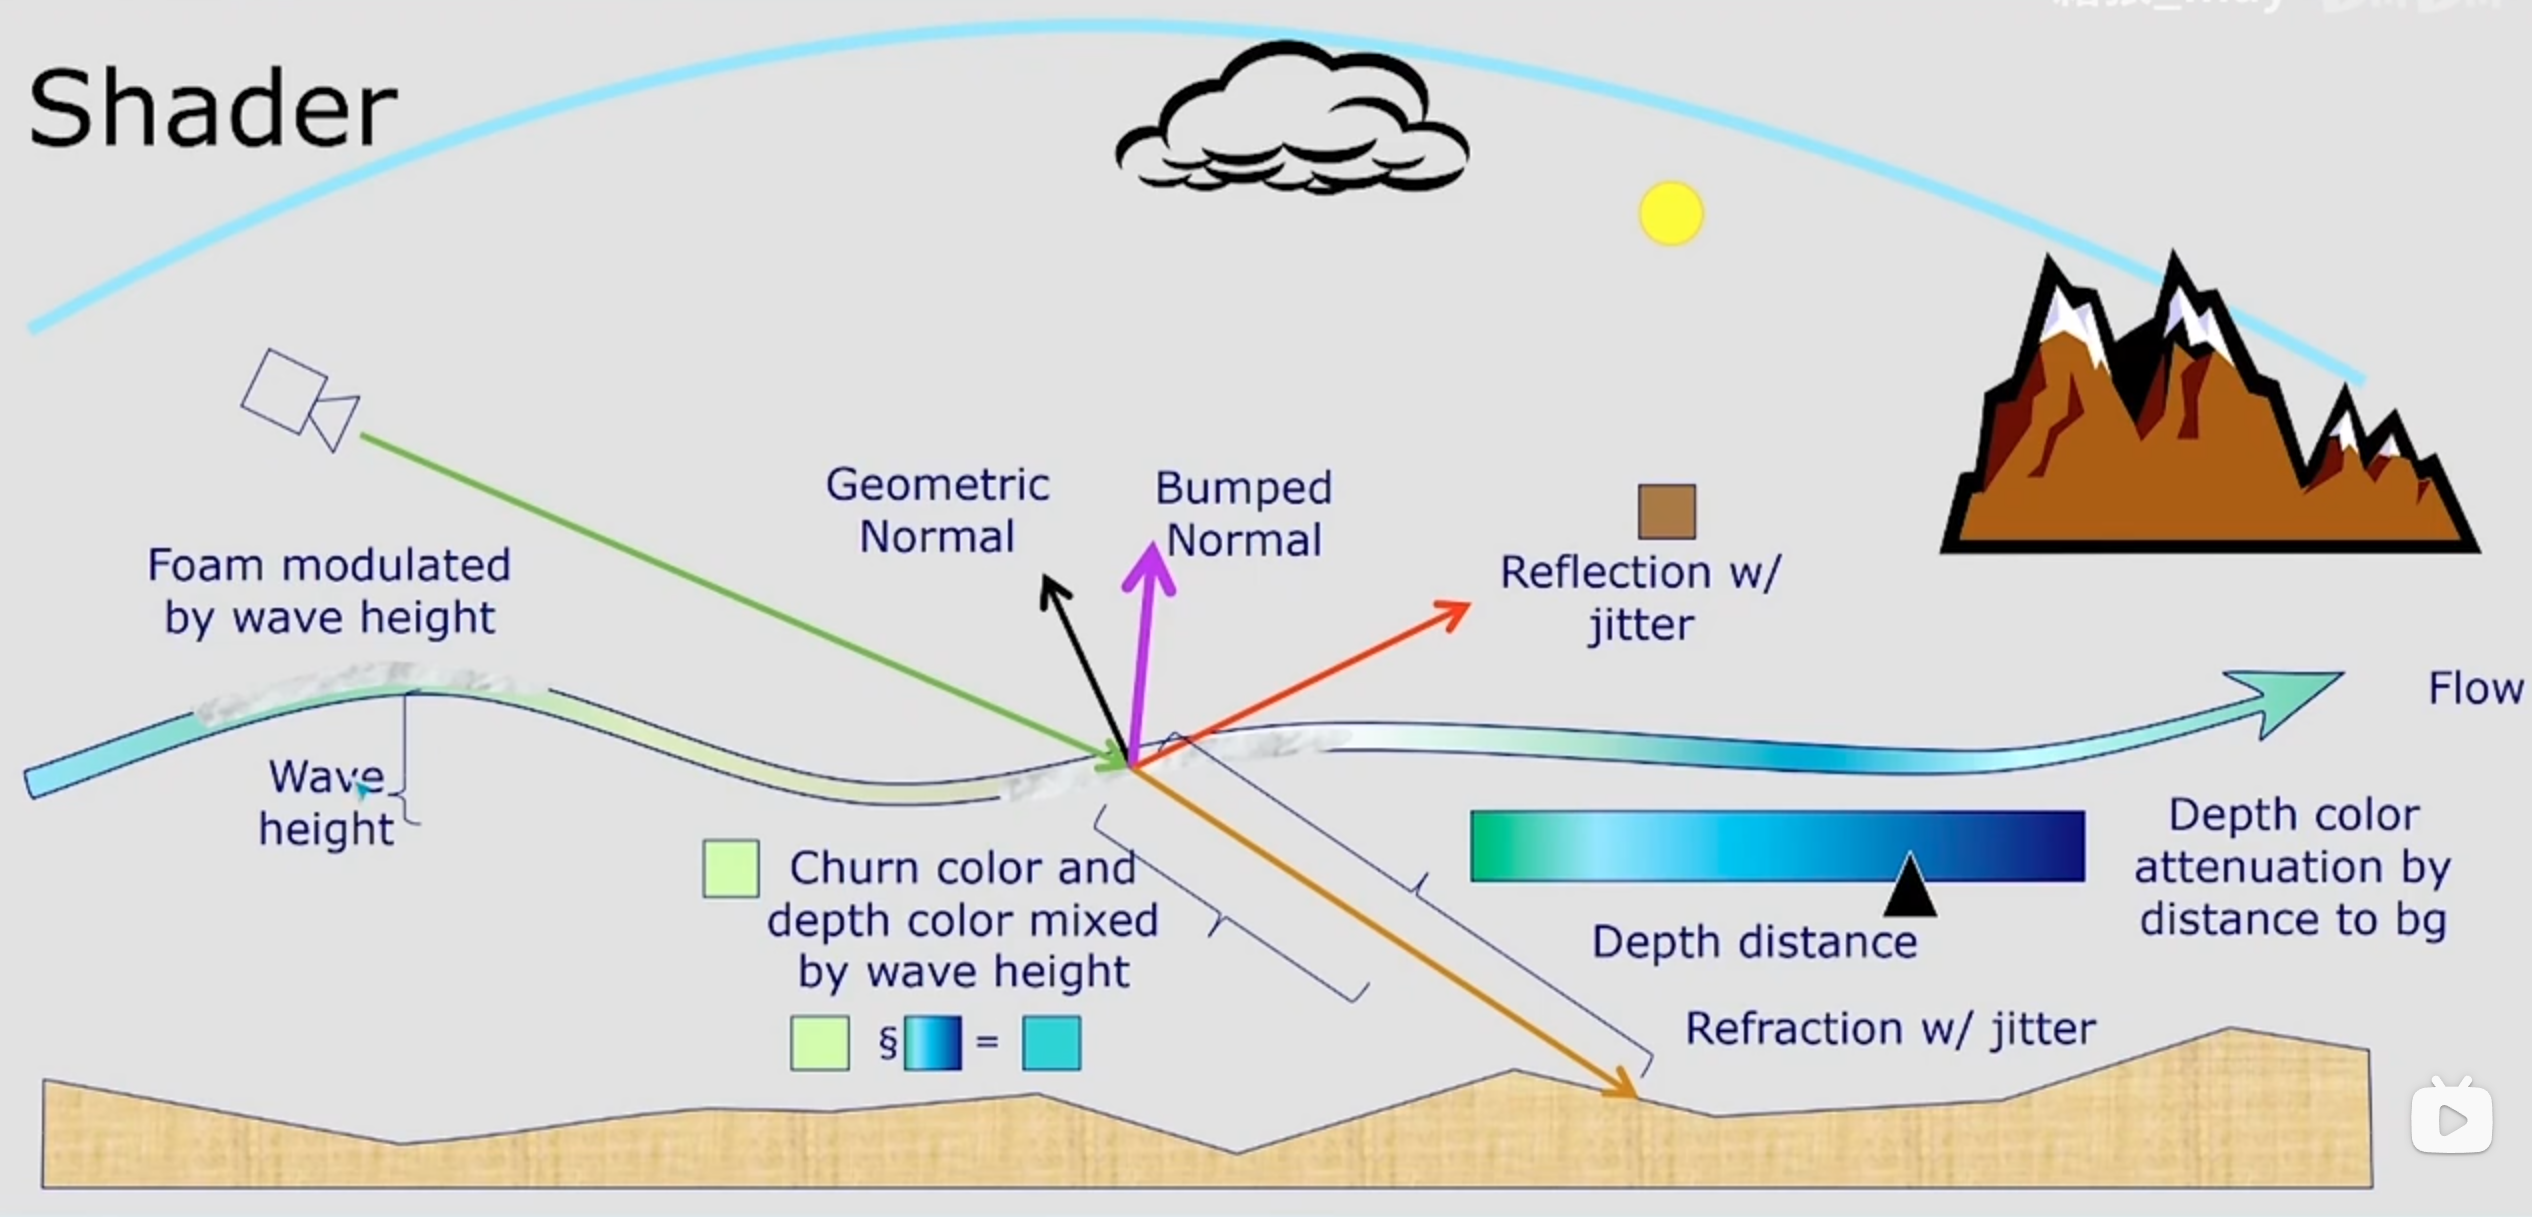 Shader
Geometric
Normal
Bumped
Normal
Foam modulated
by wave height
Reflection w/
jitter
Flow
Wave
height
Churn color and
depth color mixed
by wave height
§ =
Depth distance
Depth color
attenuation by
distance to bg
Refraction w/ jitter